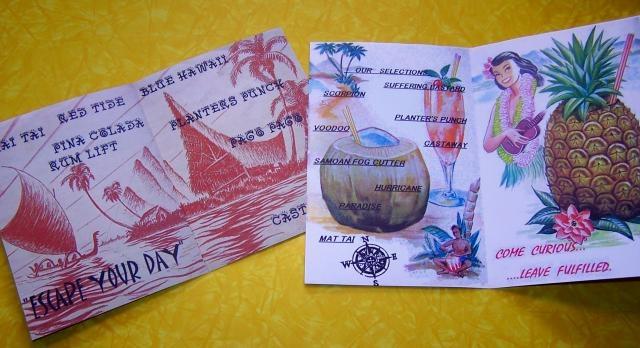 AI TAI
RED TIDE
BLUE HAWAII
PINA COLADA
RUM LIFT
PLANTERS PUNCH
PAGO PAGO
CAST
"ESCAPE YOUR DAY"
OUR SELECTIONS
SCORPION
SUFFERING BASTARD
PLANTER'S PUNCH
VOODOO
CASTAWAY
SAMOAN FOG CUTTER
HURRICANE
PARADISE
MAT TAI
N
W E
S
COME CURIOUS...
....LEAVE FULFILLED.